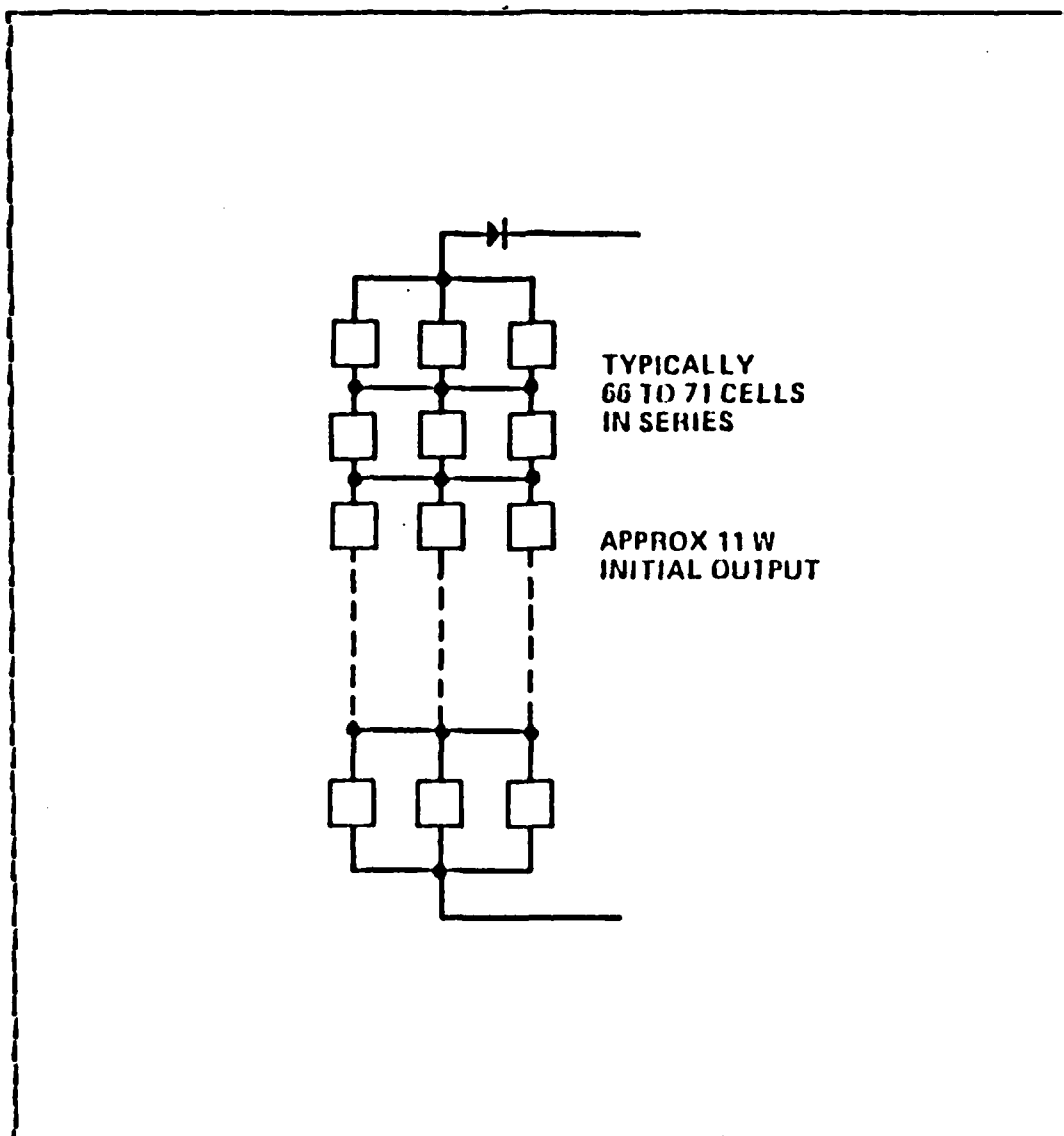 TYPICALLY
66 TO 71 CELLS
IN SERIES
APPROX 11 W
INITIAL OUTPUT